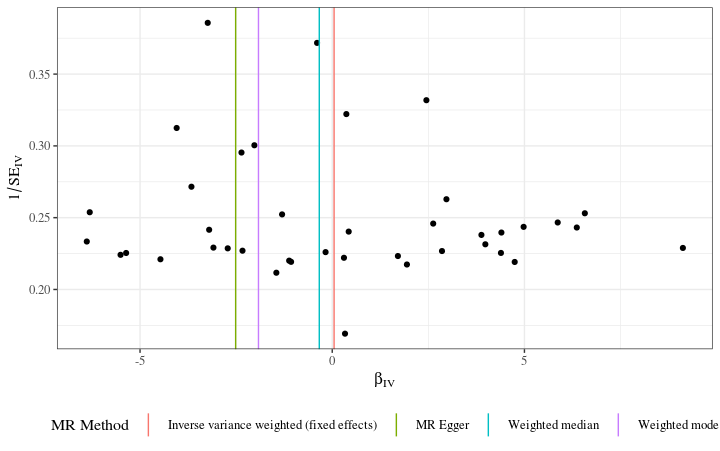 0.35
0.30
0.25
0.20
1/SE_IV
-5
0
5
β_IV
MR Method
Inverse variance weighted (fixed effects)
MR Egger
Weighted median
Weighted mode